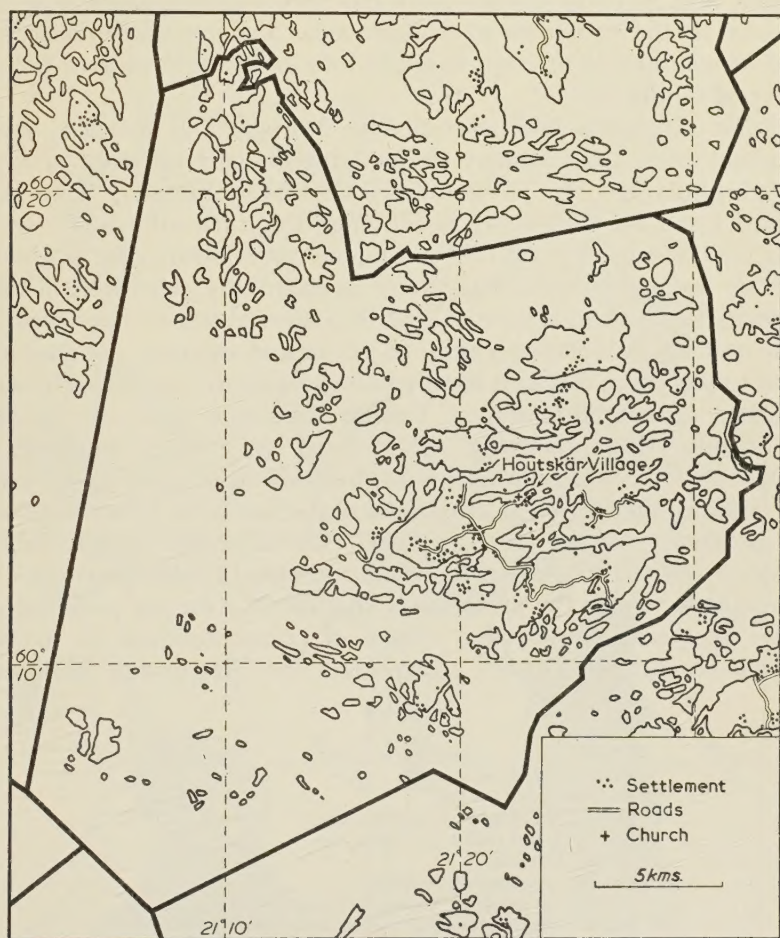 60°
20'
Houtskär Village
60°
10'
Settlement
Roads
Church
5kms.
21° 20'
21° 10'